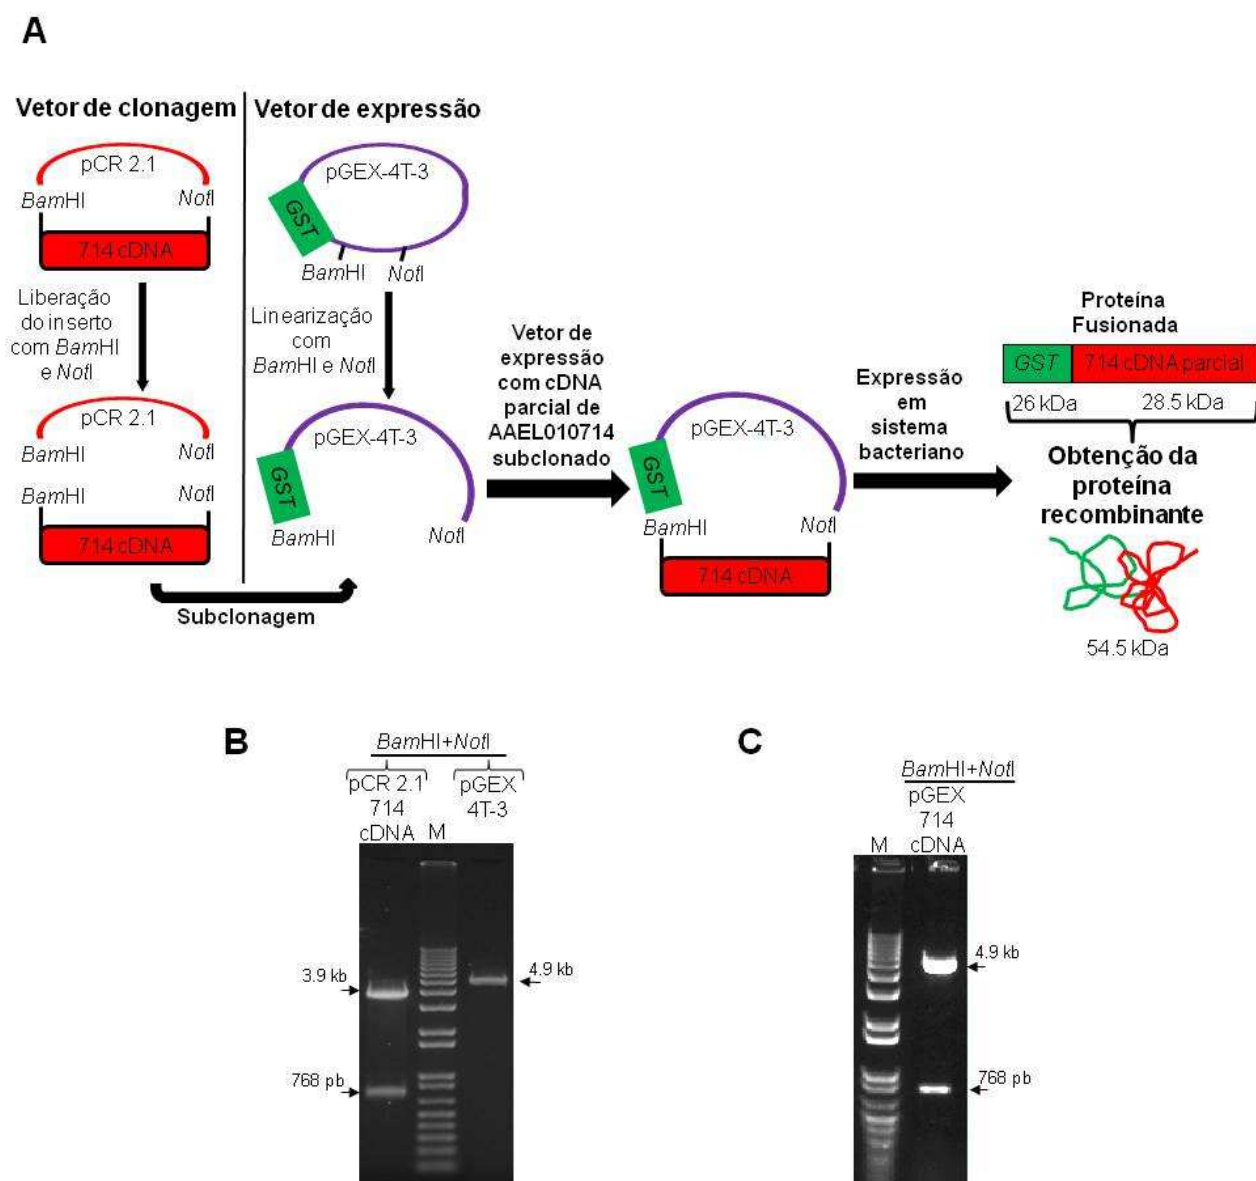 A
Vetor de clonagem
pCR 2.1
BamHI
NotI
714 cDNA
Liberação
do inserto
com BamHI
e NotI
pCR 2.1
BamHI
NotI
BamHI
NotI
714 cDNA
Subclonagem
Vetor de expressão
pGEX-4T-3
GST
BamHI
NotI
Linearização
com
BamHI e NotI
pGEX-4T-3
GST
BamHI
NotI
Vetor de
expressão
com cDNA
parcial de
AAEL010714
subclonado
pGEX-4T-3
GST
BamHI
NotI
714 cDNA
Expressão
em
sistema
bacteriano
Proteína
Fusionada
GST
714 cDNA parcial
26 kDa
28.5 kDa
Obtenção da
proteína
recombinante
54.5 kDa
B
BamHI+NotI
pCR 2.1
714
cDNA
M
pGEX
4T-3
3.9 kb
4.9 kb
768 pb
C
BamHI+NotI
pGEX
714
cDNA
M
4.9 kb
768 pb